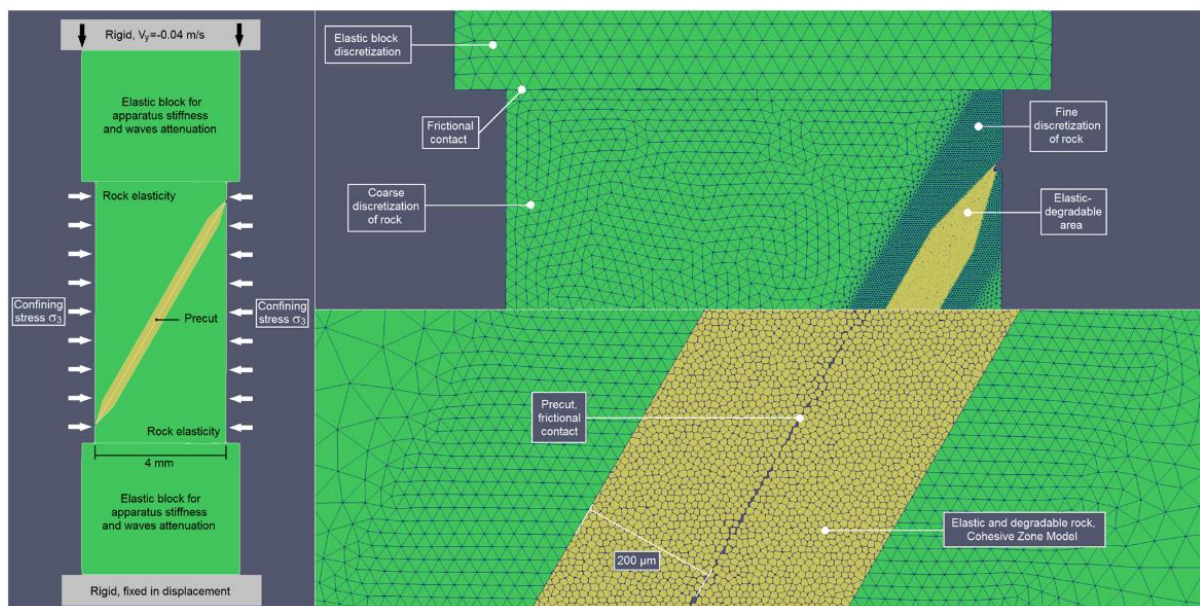 Rigid, Vy=-0.04 m/s
Elastic block for
apparatus stiffness
and waves attenuation
Rock elasticity
Confining
stress σ3
Precut
Confining
stress σ3
Rock elasticity
4 mm
Elastic block for
apparatus stiffness
and waves attenuation
Rigid, fixed in displacement
Elastic block
discretization
Frictional
contact
Coarse
discretization
of rock
Fine
discretization
of rock
Elastic-
degradable
area
Precut,
frictional
contact
200 µm
Elastic and degradable rock,
Cohesive Zone Model